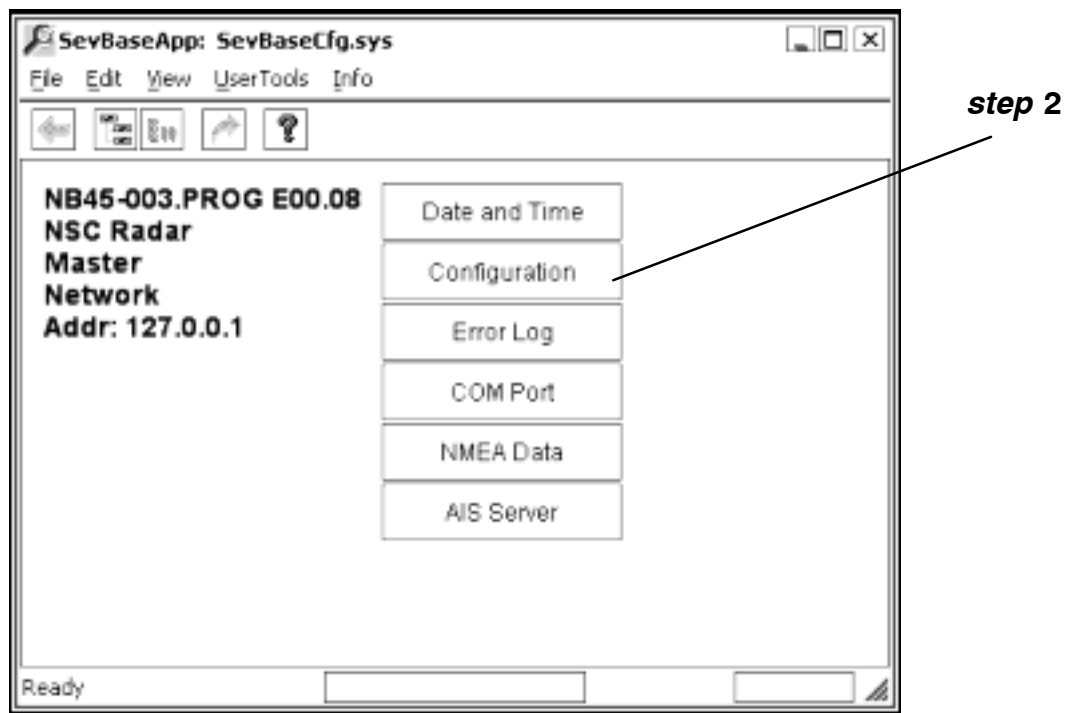 SevBaseApp: SevBaseCfg.sys
File Edit View UserTools Info
step 2
NB45-003.PROG E00.08
NSC Radar
Master
Network
Addr: 127.0.0.1
Date and Time
Configuration
Error Log
COM Port
NMEA Data
AIS Server
Ready